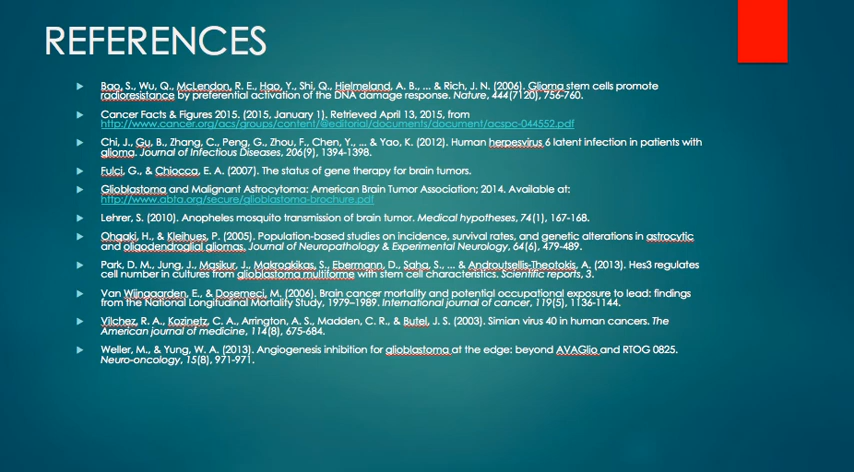 REFERENCES
Bao, S., Wu, Q., McLendon, R. E., Hao, Y., Shi, Q., Hjelmeland, A. B., ... & Rich, J. N. (2006). Glioma stem cells promote
radioresistance by preferential activation of the DNA damage response. Nature, 444(7120), 756-760.
Cancer Facts & Figures 2015. (2015, January 1). Retrieved April 13, 2015, from
http://www.cancer.org/acs/groups/content/@editorial/documents/document/acspc-044552.pdf
Chi, J., Gu, B., Zhang, C., Peng, G., Zhou, F., Chen, Y., ... & Yao, K. (2012). Human herpesvirus 6 latent infection in patients with
glioma. Journal of Infectious Diseases, 206(9), 1394-1398.
Fulci, G., & Chiocca, E. A. (2007). The status of gene therapy for brain tumors.
Glioblastoma and Malignant Astrocytoma: American Brain Tumor Association; 2014. Available at:
http://www.abta.org/secure/glioblastoma-brochure.pdf
Lehrer, S. (2010). Anopheles mosquito transmission of brain tumor. Medical hypotheses, 74(1), 167-168.
Ohgaki, H., & Kleihues, P. (2005). Population-based studies on incidence, survival rates, and genetic alterations in astrocytic
and oligodendroglial gliomas. Journal of Neuropathology & Experimental Neurology, 64(6), 479-489.
Park, D. M., Jung, J., Masjkur, J., Makrogkikas, S., Ebermann, D., Saha, S., ... & Androutsellis-Theotokis, A. (2013). Hes3 regulates
cell number in cultures from glioblastoma multiforme with stem cell characteristics. Scientific reports, 3.
Van Wijngaarden, E., & Dosemeci, M. (2006). Brain cancer mortality and potential occupational exposure to lead: findings
from the National Longitudinal Mortality Study, 1979–1989. International journal of cancer, 119(5), 1136-1144.
Vilchez, R. A., Kozinetz, C. A., Arrington, A. S., Madden, C. R., & Butel, J. S. (2003). Simian virus 40 in human cancers. The
American journal of medicine, 114(8), 675-684.
Weller, M., & Yung, W. A. (2013). Angiogenesis inhibition for glioblastoma at the edge: beyond AVAGlio and RTOG 0825.
Neuro-oncology, 15(8), 971-971.